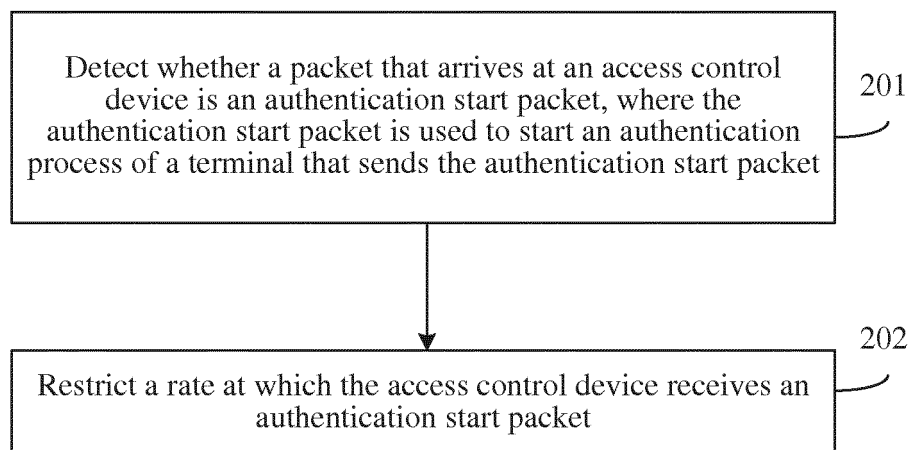 Detect whether a packet that arrives at an access control
device is an authentication start packet, where the
authentication start packet is used to start an authentication
process of a terminal that sends the authentication start packet
201
Restrict a rate at which the access control device receives an
authentication start packet
202